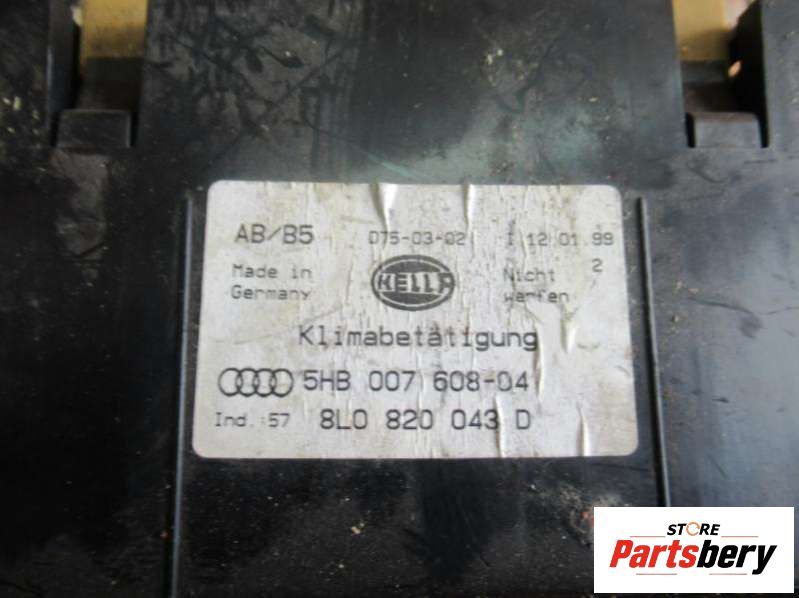 AB/B5 D75-03-02 I 12.01.99
Made in Germany
HELLA
Nicht 2
werfen
Klimabetätigung
5HB 007 608-04
Ind.:57 8L0 820 043 D
STORE
Partsbery